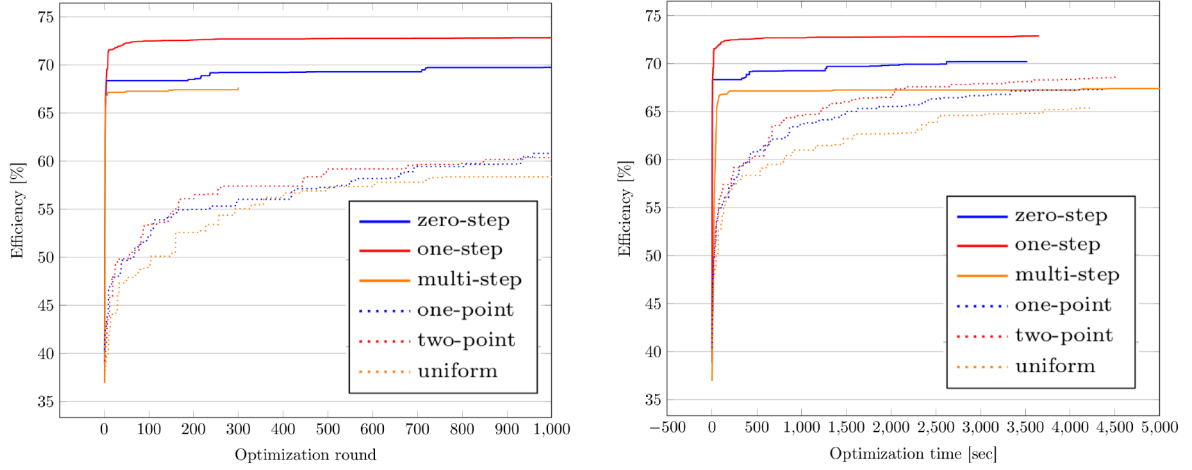 75
70
65
60
55
50
45
40
35
Efficiency [%]
0 100 200 300 400 500 600 700 800 900 1,000
Optimization round
zero-step
one-step
multi-step
one-point
two-point
uniform
75
70
65
60
55
50
45
40
35
Efficiency [%]
−500 0 500 1,000 1,500 2,000 2,500 3,000 3,500 4,000 4,500 5,000
Optimization time [sec]
zero-step
one-step
multi-step
one-point
two-point
uniform